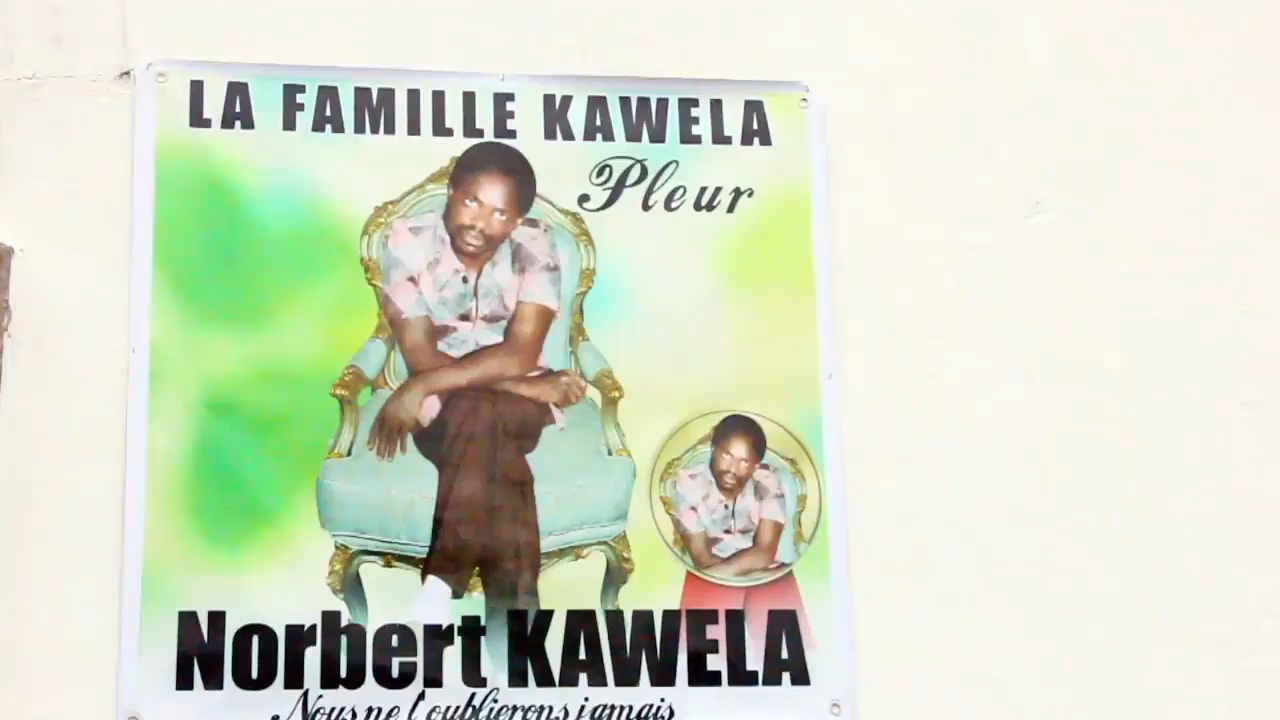 LA FAMILLE KAWELA
Pleur
Norbert KAWELA
Nous ne l'oublierons jamais